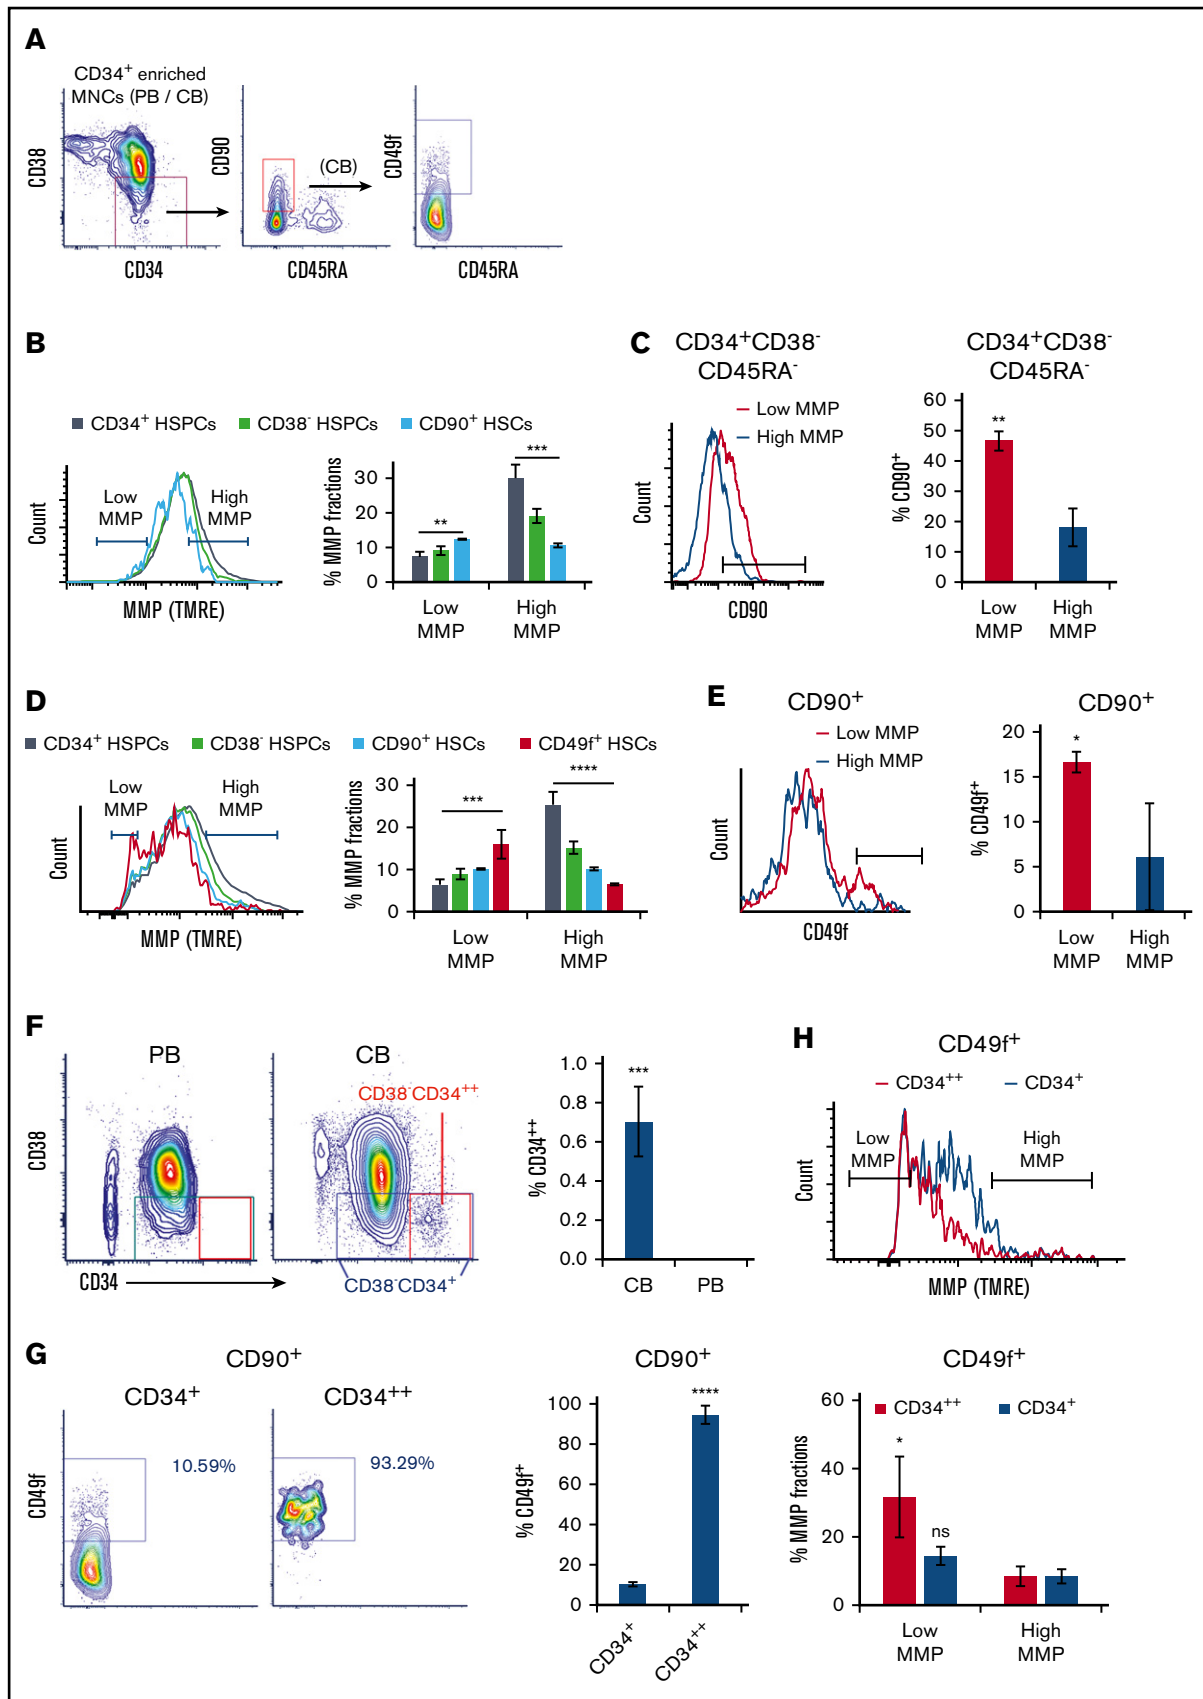 A
CD34+ enriched
MNCs (PB / CB)
CD38
CD34
CD90
CD45RA
(CB)
CD49f
CD45RA
B
CD34+ HSPCs
CD38- HSPCs
CD90+ HSCs
Low
MMP
High
MMP
Count
MMP (TMRE)
% MMP fractions
30
20
10
0
**
***
Low
MMP
High
MMP
C
CD34+CD38-
CD45RA-
Low MMP
High MMP
Count
CD90
CD34+CD38-
CD45RA-
% CD90+
60
50
40
30
20
10
0
**
Low
MMP
High
MMP
D
CD34+ HSPCs
CD38- HSPCs
CD90+ HSCs
CD49f+ HSCs
Low
MMP
High
MMP
Count
MMP (TMRE)
% MMP fractions
30
20
10
0
***
****
Low
MMP
High
MMP
E
CD90+
Low MMP
High MMP
Count
CD49f
CD90+
% CD49f+
20
15
10
5
0
*
Low
MMP
High
MMP
F
PB
CB
CD38-CD34++
CD38
CD34
CD38-CD34+
% CD34++
1.0
0.8
0.6
0.4
0.2
0.0
***
CB
PB
H
CD49f+
CD34++
CD34+
Low
MMP
High
MMP
Count
MMP (TMRE)
G
CD90+
CD34+
CD34++
10.59%
93.29%
CD49f
CD90+
% CD49f+
100
80
60
40
20
0
****
CD34+
CD34++
CD49f+
CD34++
CD34+
% MMP fractions
60
40
20
0
*
ns
Low
MMP
High
MMP